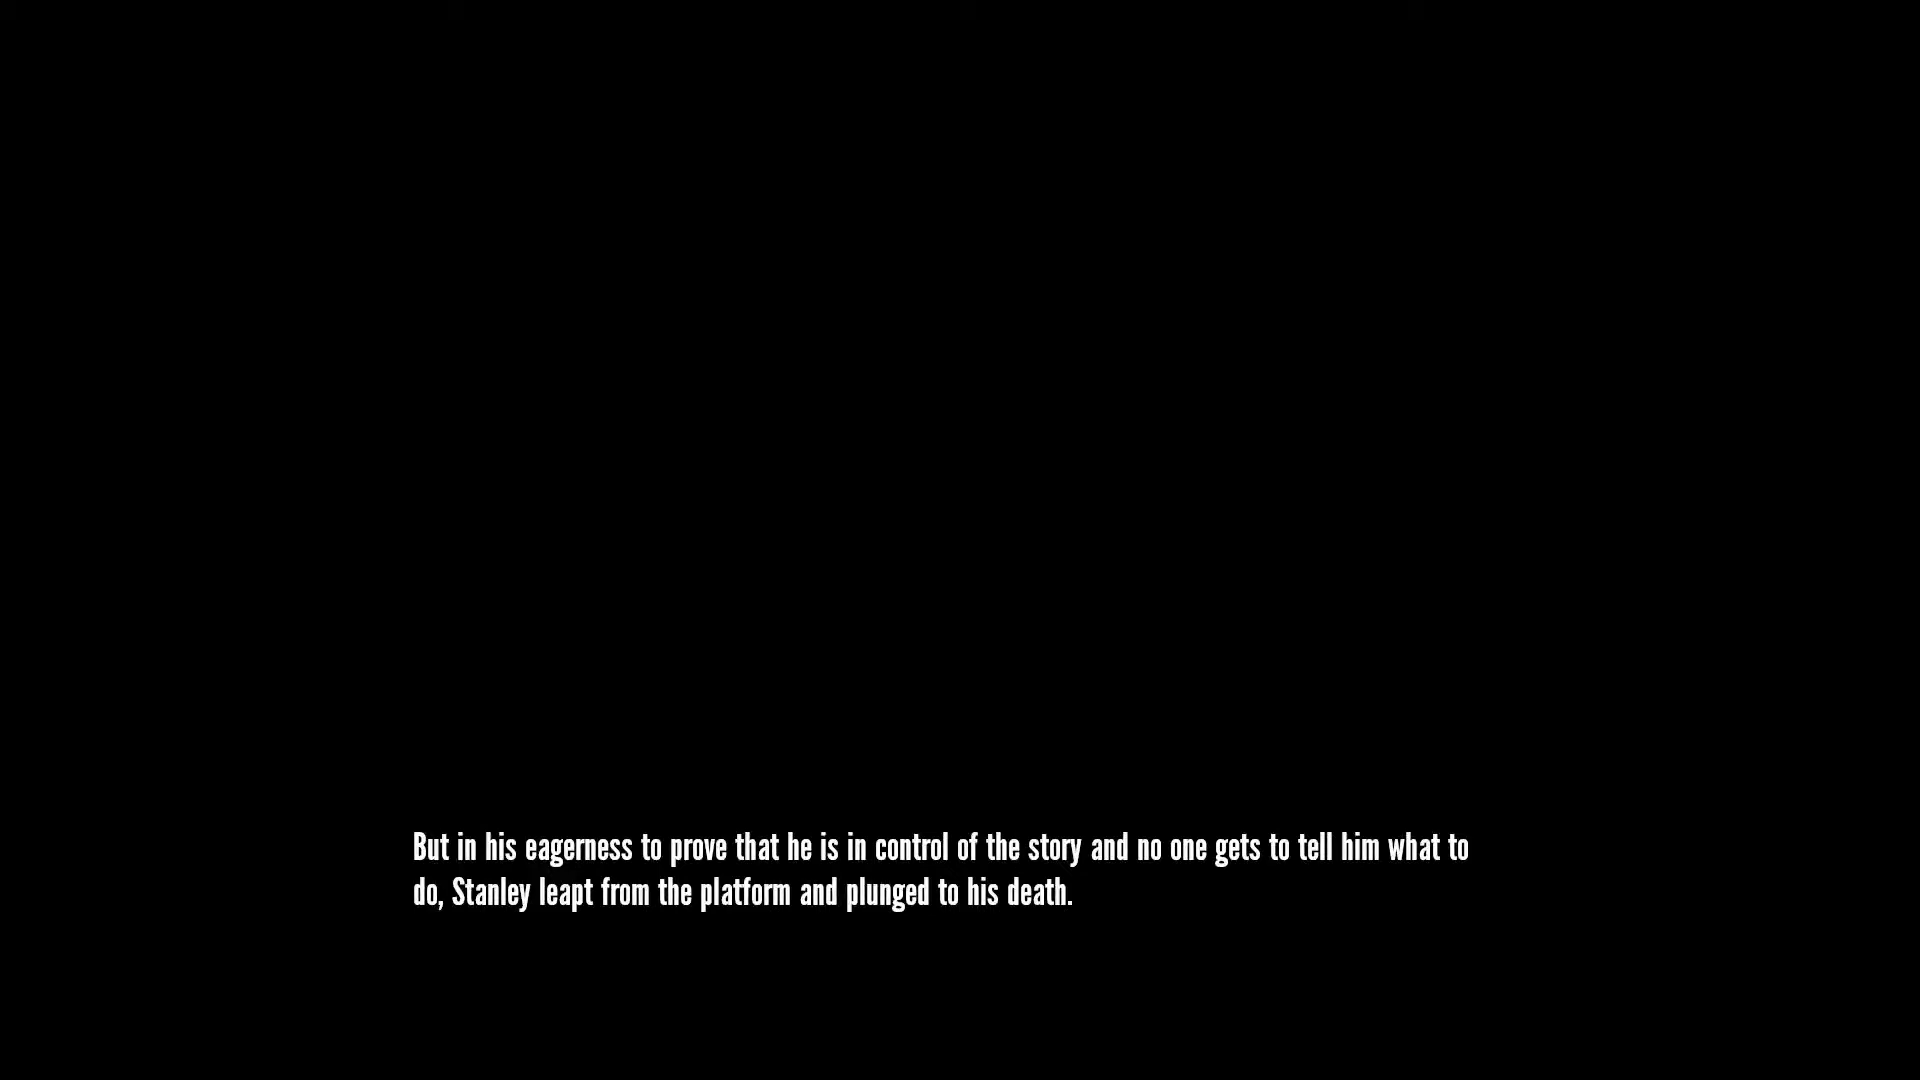 But in his eagerness to prove that he is in control of the story and no one gets to tell him what to
do, Stanley leapt from the platform and plunged to his death.